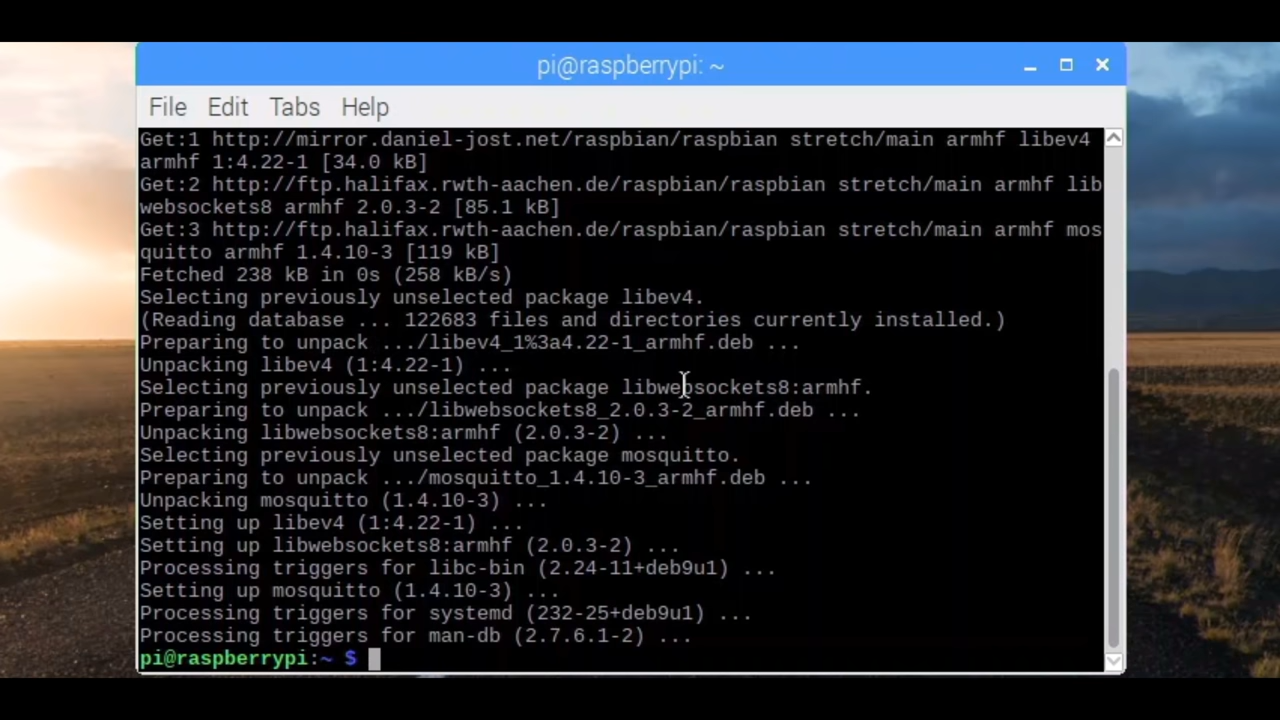 pi@raspberrypi: ~
File Edit Tabs Help
Get:1 http://mirror.daniel-jost.net/raspbian/raspbian stretch/main armhf libev4
armhf 1:4.22-1 [34.0 kB]
Get:2 http://ftp.halifax.rwth-aachen.de/raspbian/raspbian stretch/main armhf lib
websockets8 armhf 2.0.3-2 [85.1 kB]
Get:3 http://ftp.halifax.rwth-aachen.de/raspbian/raspbian stretch/main armhf mos
quitto armhf 1.4.10-3 [119 kB]
Fetched 238 kB in 0s (258 kB/s)
Selecting previously unselected package libev4.
(Reading database ... 122683 files and directories currently installed.)
Preparing to unpack .../libev4_1%3a4.22-1_armhf.deb ...
Unpacking libev4 (1:4.22-1) ...
Selecting previously unselected package libwebsockets8:armhf.
Preparing to unpack .../libwebsockets8_2.0.3-2_armhf.deb ...
Unpacking libwebsockets8:armhf (2.0.3-2) ...
Selecting previously unselected package mosquitto.
Preparing to unpack .../mosquitto_1.4.10-3_armhf.deb ...
Unpacking mosquitto (1.4.10-3) ...
Setting up libev4 (1:4.22-1) ...
Setting up libwebsockets8:armhf (2.0.3-2) ...
Processing triggers for libc-bin (2.24-11+deb9u1) ...
Setting up mosquitto (1.4.10-3) ...
Processing triggers for systemd (232-25+deb9u1) ...
Processing triggers for man-db (2.7.6.1-2) ...
pi@raspberrypi:~ $